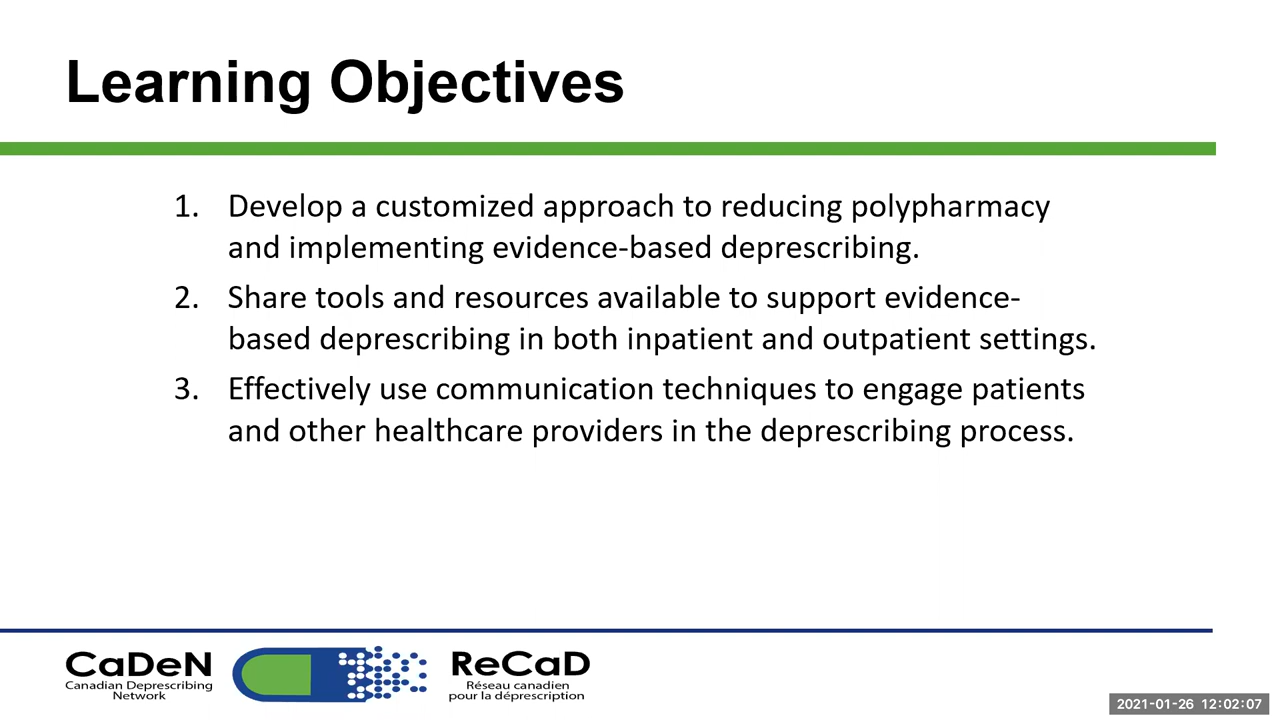 Learning Objectives
1. Develop a customized approach to reducing polypharmacy
and implementing evidence-based deprescribing.
2. Share tools and resources available to support evidence-
based deprescribing in both inpatient and outpatient settings.
3. Effectively use communication techniques to engage patients
and other healthcare providers in the deprescribing process.
CaDeN
Canadian Deprescribing
Network
ReCaD
Réseau canadien
pour la déprescription
2021-01-26 12:02:07